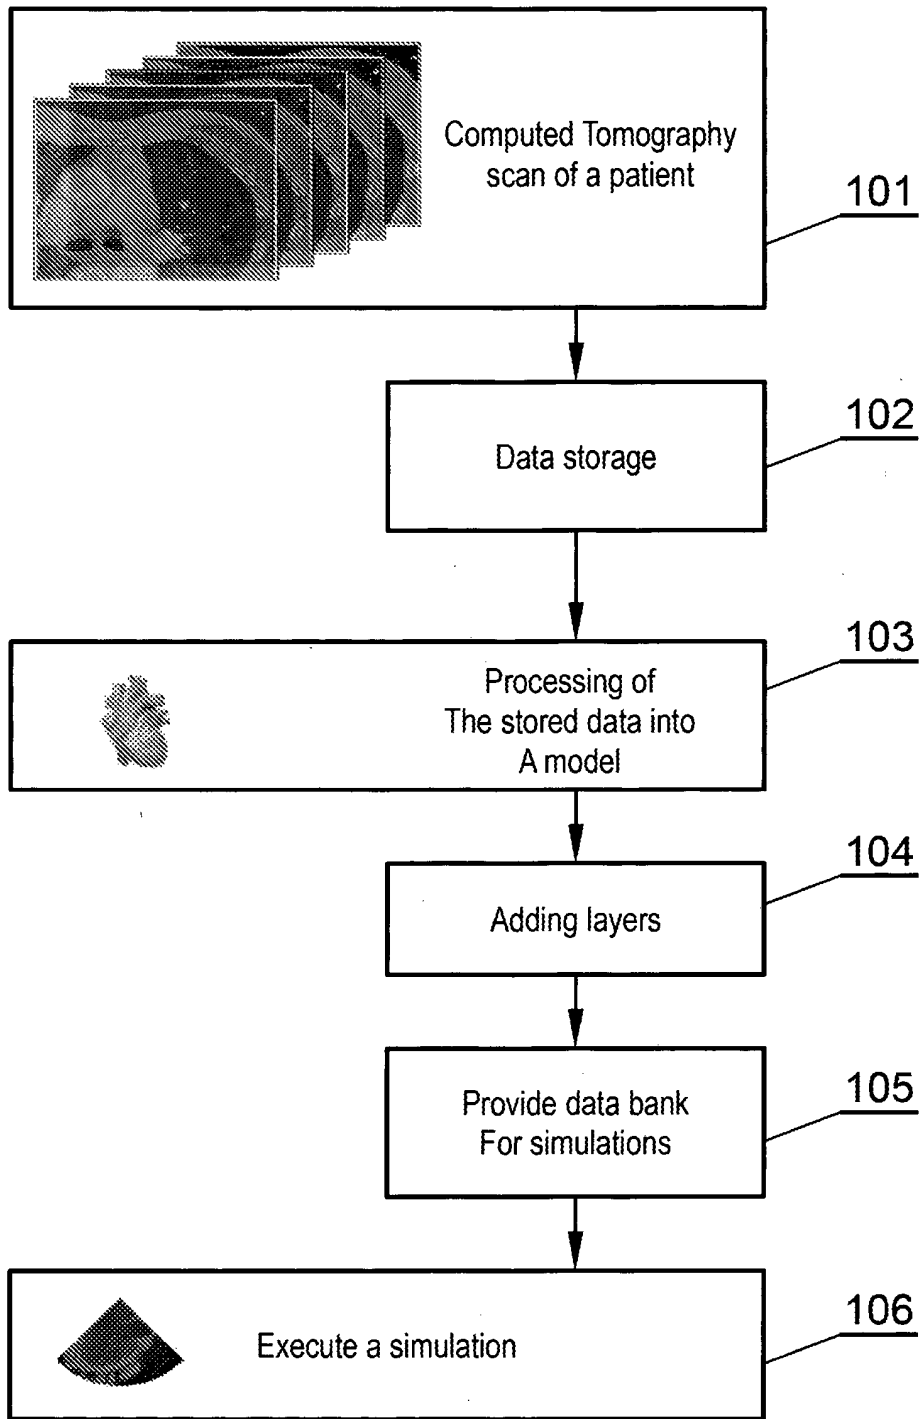 Computed Tomography
scan of a patient
101
Data storage
102
Processing of
The stored data into
A model
103
Adding layers
104
Provide data bank
For simulations
105
Execute a simulation
106